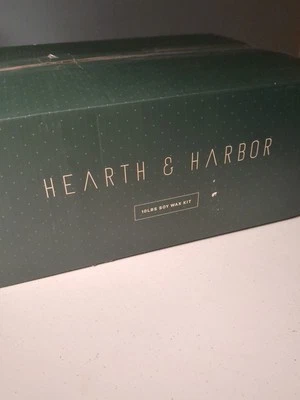 HEARTH & HARBOR
10LBS SOY WAX KIT